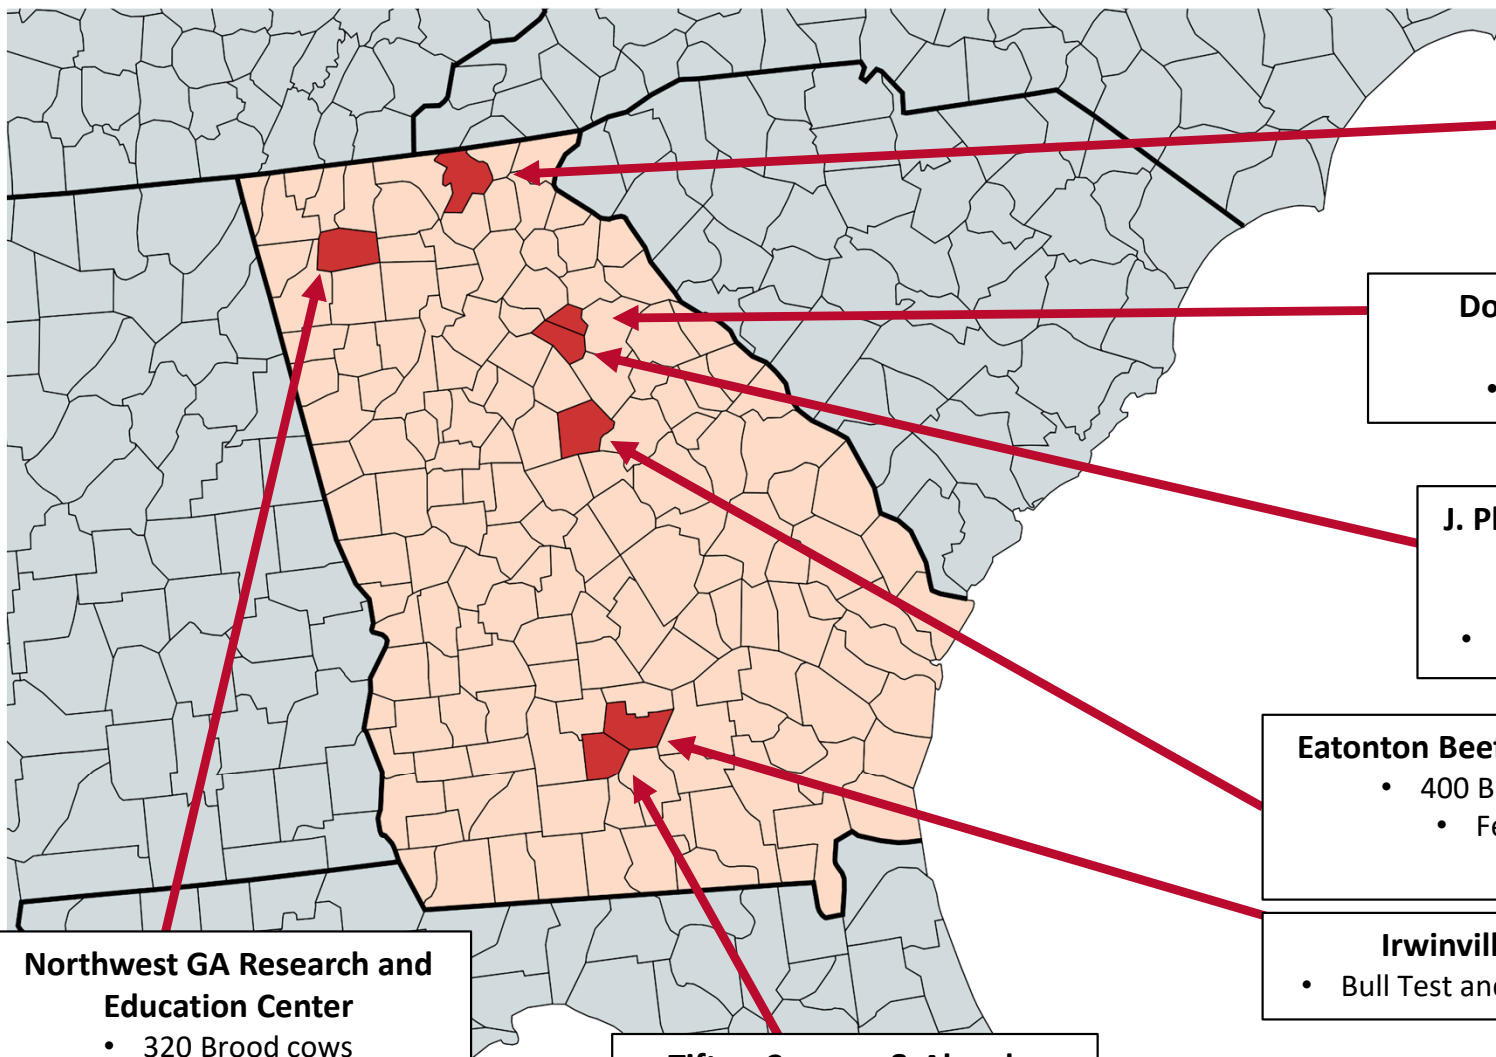 Do
•
J. Pl
•
Eatonton Beef
• 400 B
• Fe
Irwinvill
• Bull Test and
Northwest GA Research and
Education Center
• 320 Brood cows